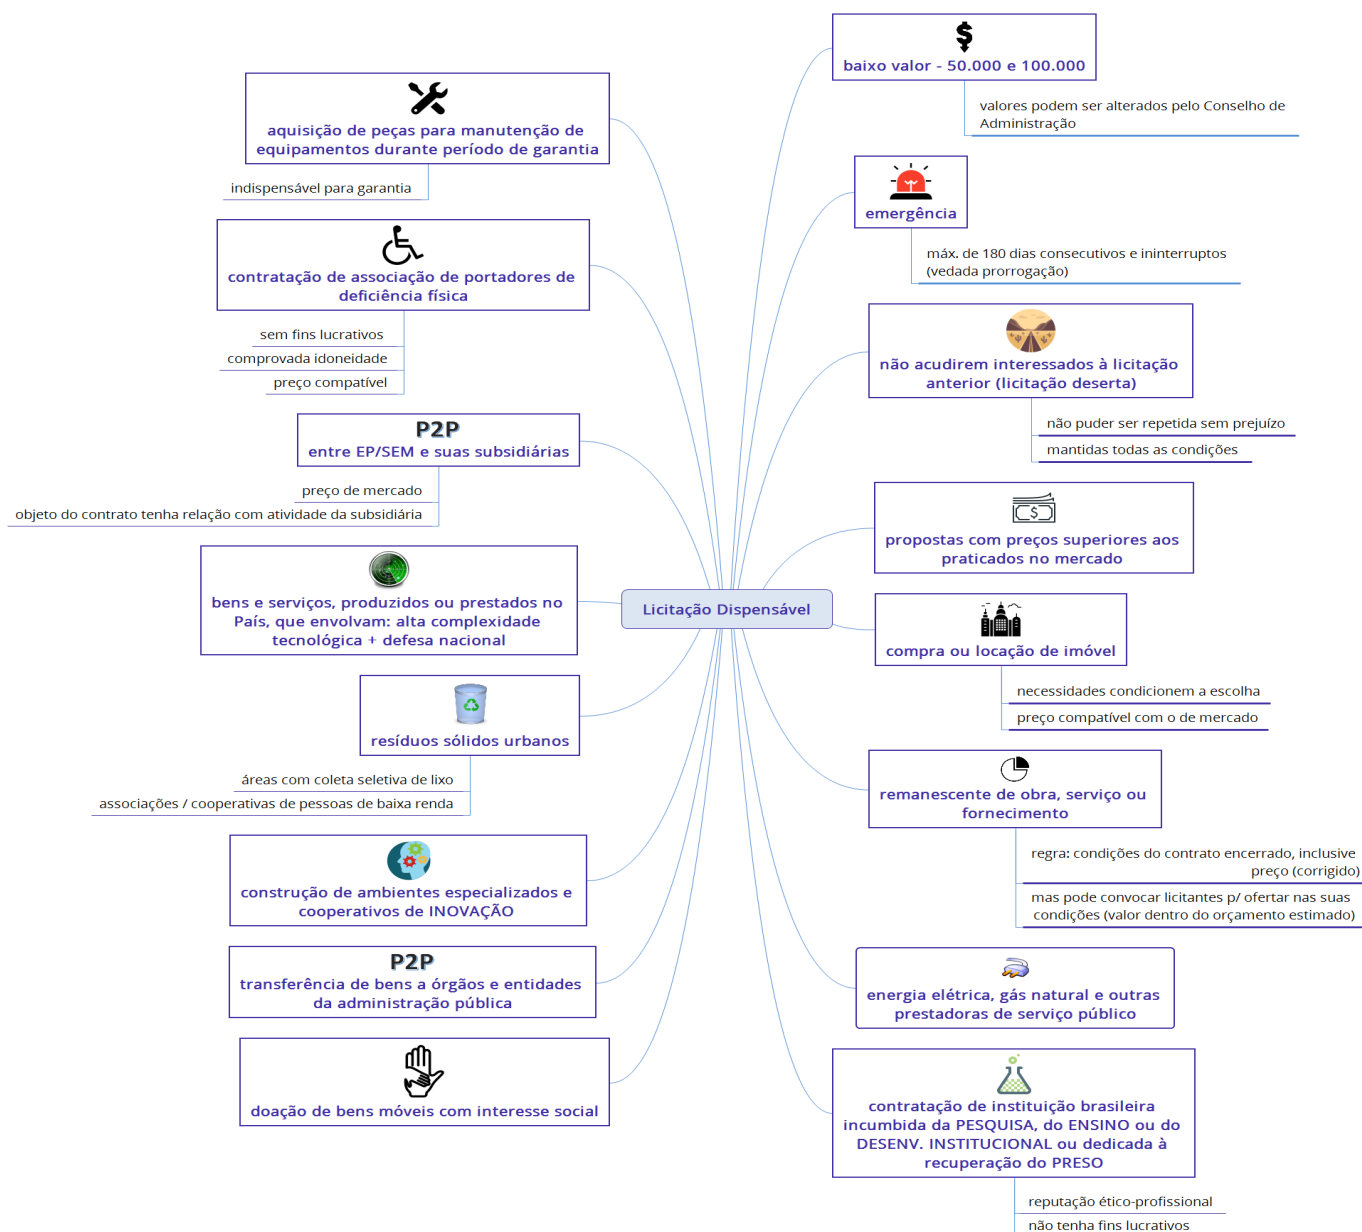 baixo valor - 50.000 e 100.000
valores podem ser alterados pelo Conselho de
Administração
emergência
máx. de 180 dias consecutivos e ininterruptos
(vedada prorrogação)
não acudirem interessados à licitação
anterior (licitação deserta)
não puder ser repetida sem prejuízo
mantidas todas as condições
propostas com preços superiores aos
praticados no mercado
compra ou locação de imóvel
necessidades condicionem a escolha
preço compatível com o de mercado
remanescente de obra, serviço ou
fornecimento
regra: condições do contrato encerrado, inclusive
preço (corrigido)
mas pode convocar licitantes p/ ofertar nas suas
condições (valor dentro do orçamento estimado)
energia elétrica, gás natural e outras
prestadoras de serviço público
contratação de instituição brasileira
incumbida da PESQUISA, do ENSINO ou do
DESENV. INSTITUCIONAL ou dedicada à
recuperação do PRESO
reputação ético-profissional
não tenha fins lucrativos
Licitação Dispensável
aquisição de peças para manutenção de
equipamentos durante período de garantia
indispensável para garantia
contratação de associação de portadores de
deficiência física
sem fins lucrativos
comprovada idoneidade
preço compatível
P2P
entre EP/SEM e suas subsidiárias
preço de mercado
objeto do contrato tenha relação com atividade da subsidiária
bens e serviços, produzidos ou prestados no
País, que envolvam: alta complexidade
tecnológica + defesa nacional
resíduos sólidos urbanos
áreas com coleta seletiva de lixo
associações / cooperativas de pessoas de baixa renda
construção de ambientes especializados e
cooperativos de INOVAÇÃO
P2P
transferência de bens a órgãos e entidades
da administração pública
doação de bens móveis com interesse social